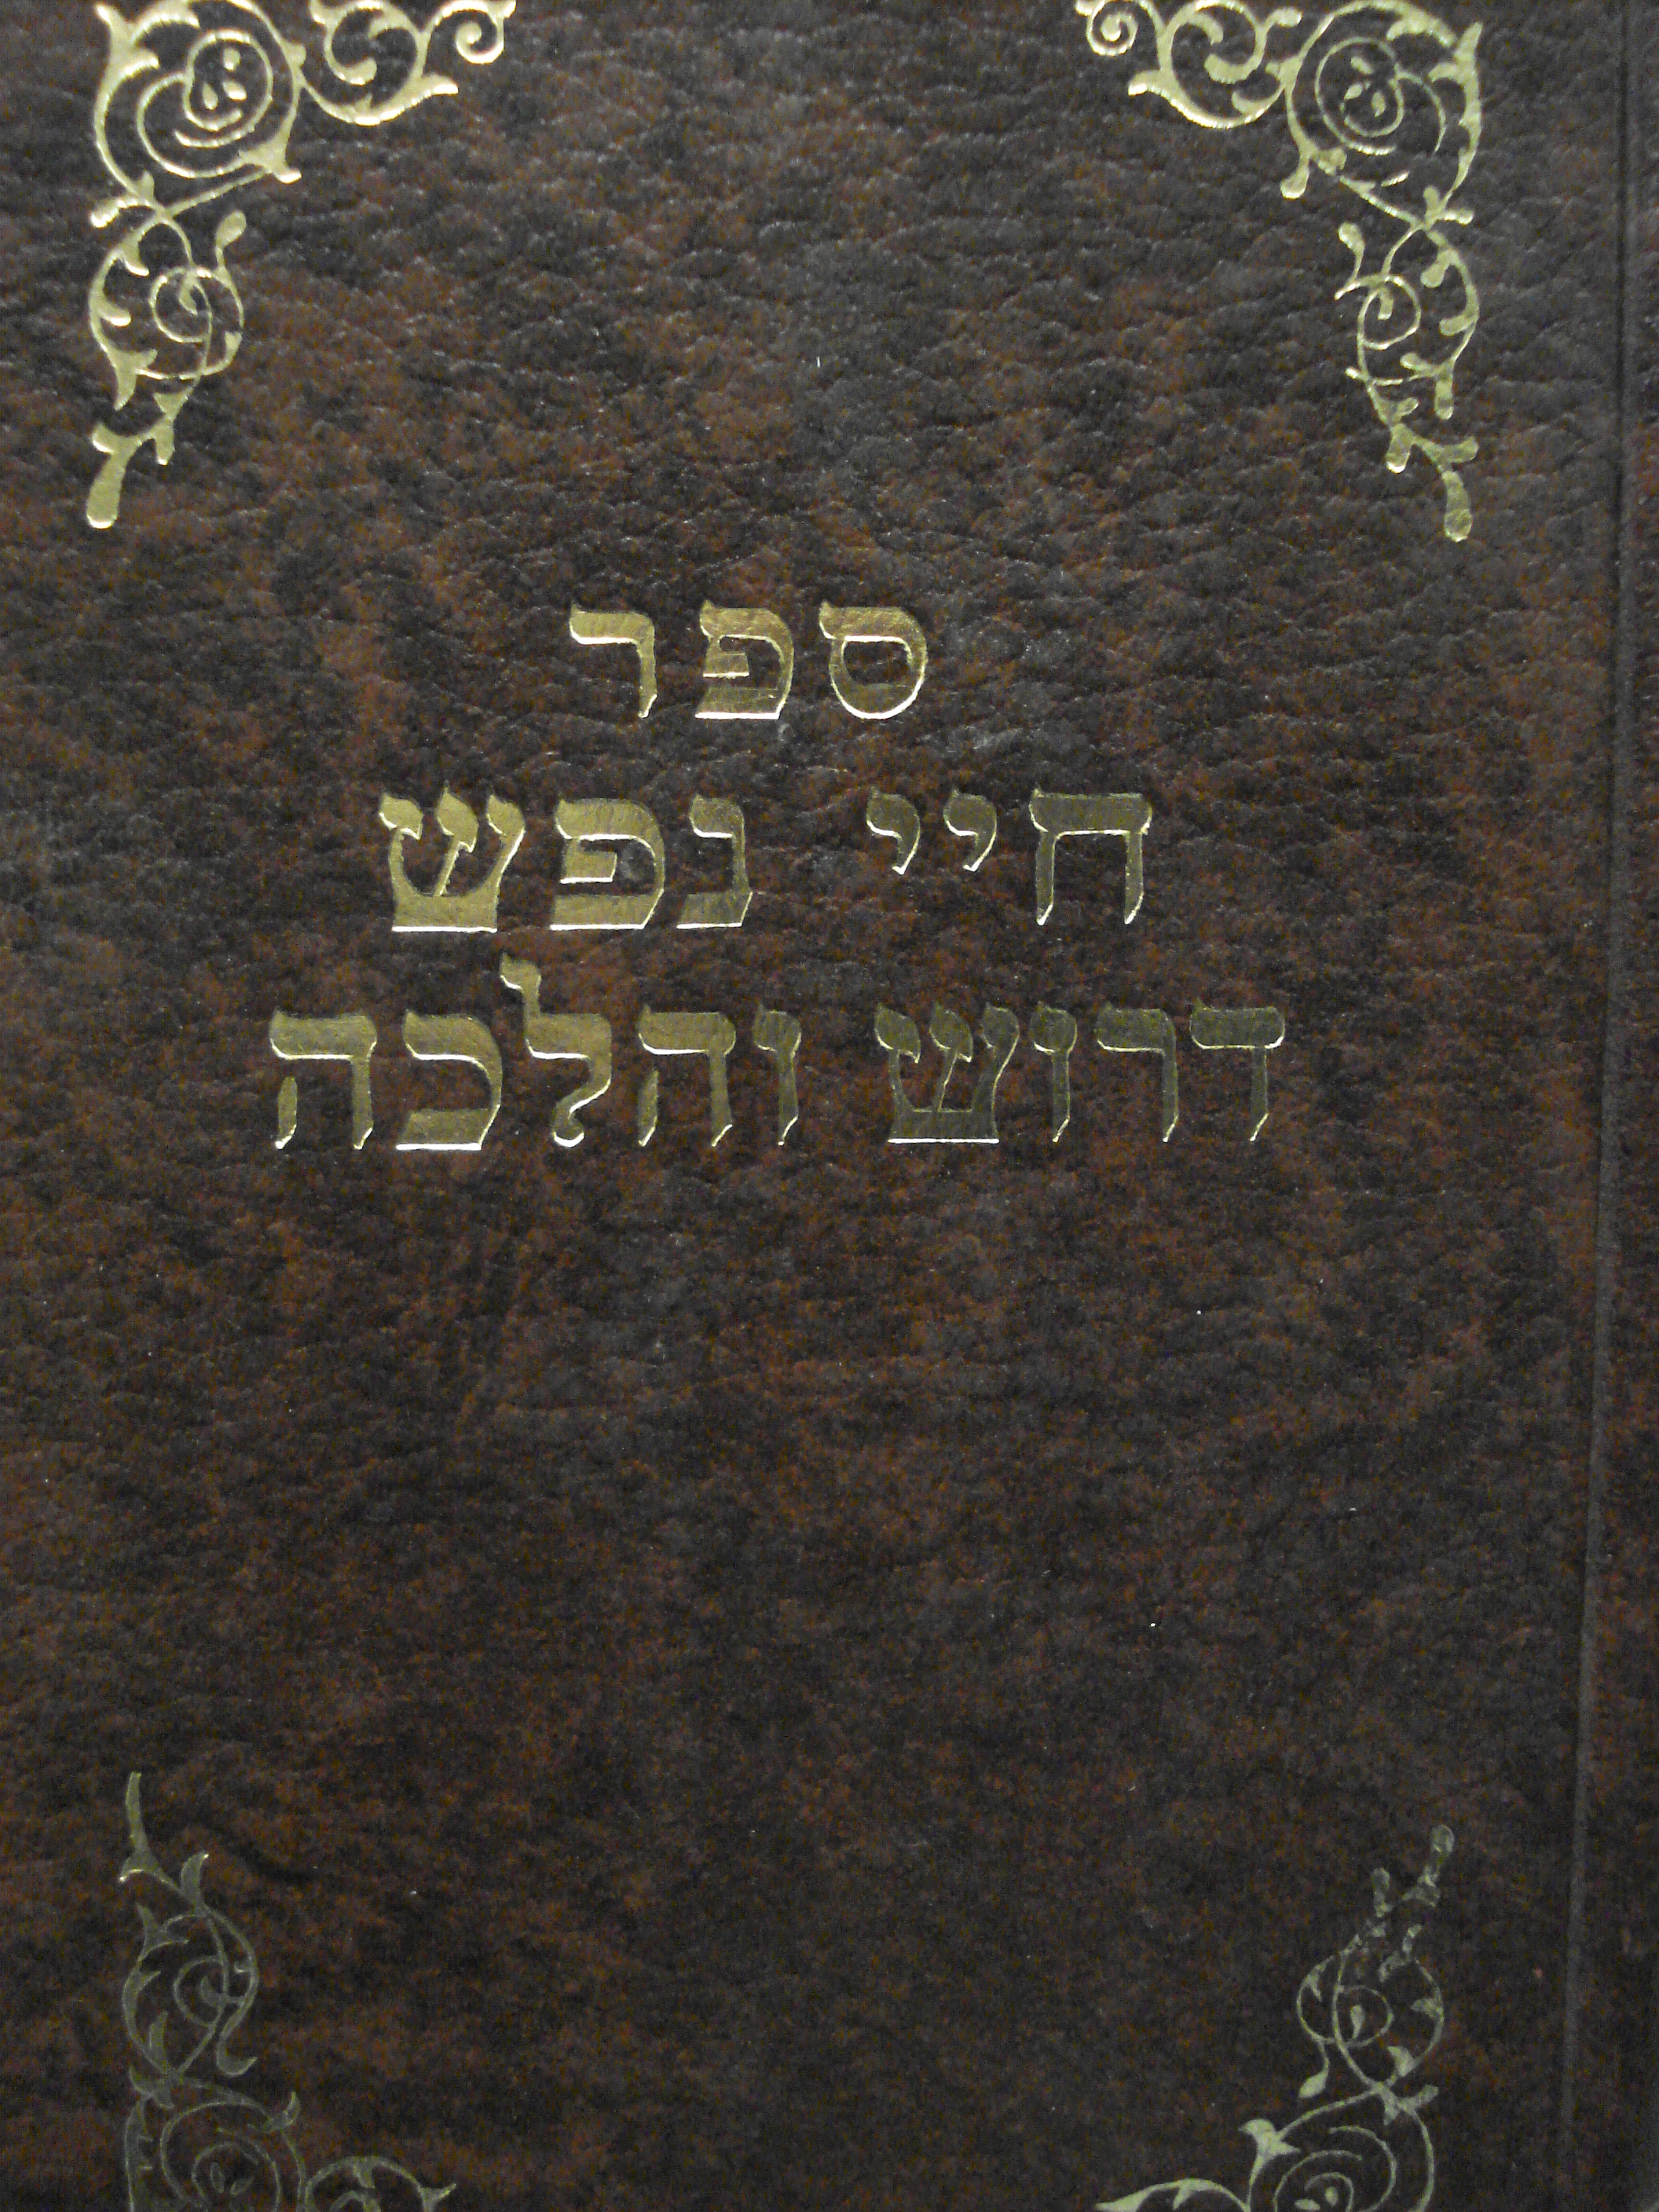 ספר
חיי נפש
דרוש והלכה